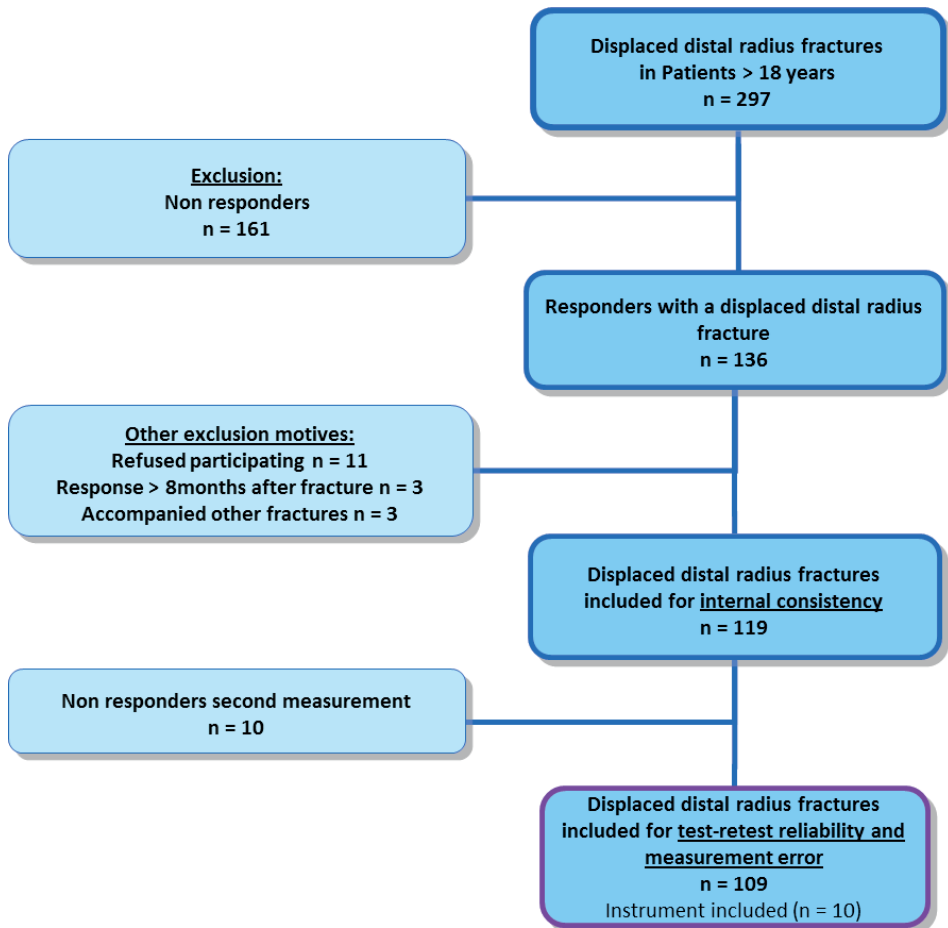 Displaced distal radius fractures
in Patients > 18 years
n = 297
Exclusion:
Non responders
n = 161
Responders with a displaced distal radius
fracture
n = 136
Other exclusion motives:
Refused participating n = 11
Response > 8months after fracture n = 3
Accompanied other fractures n = 3
Displaced distal radius fractures
included for internal consistency
n = 119
Non responders second measurement
n = 10
Displaced distal radius fractures
included for test-retest reliability and
measurement error
n = 109
Instrument included (n = 10)